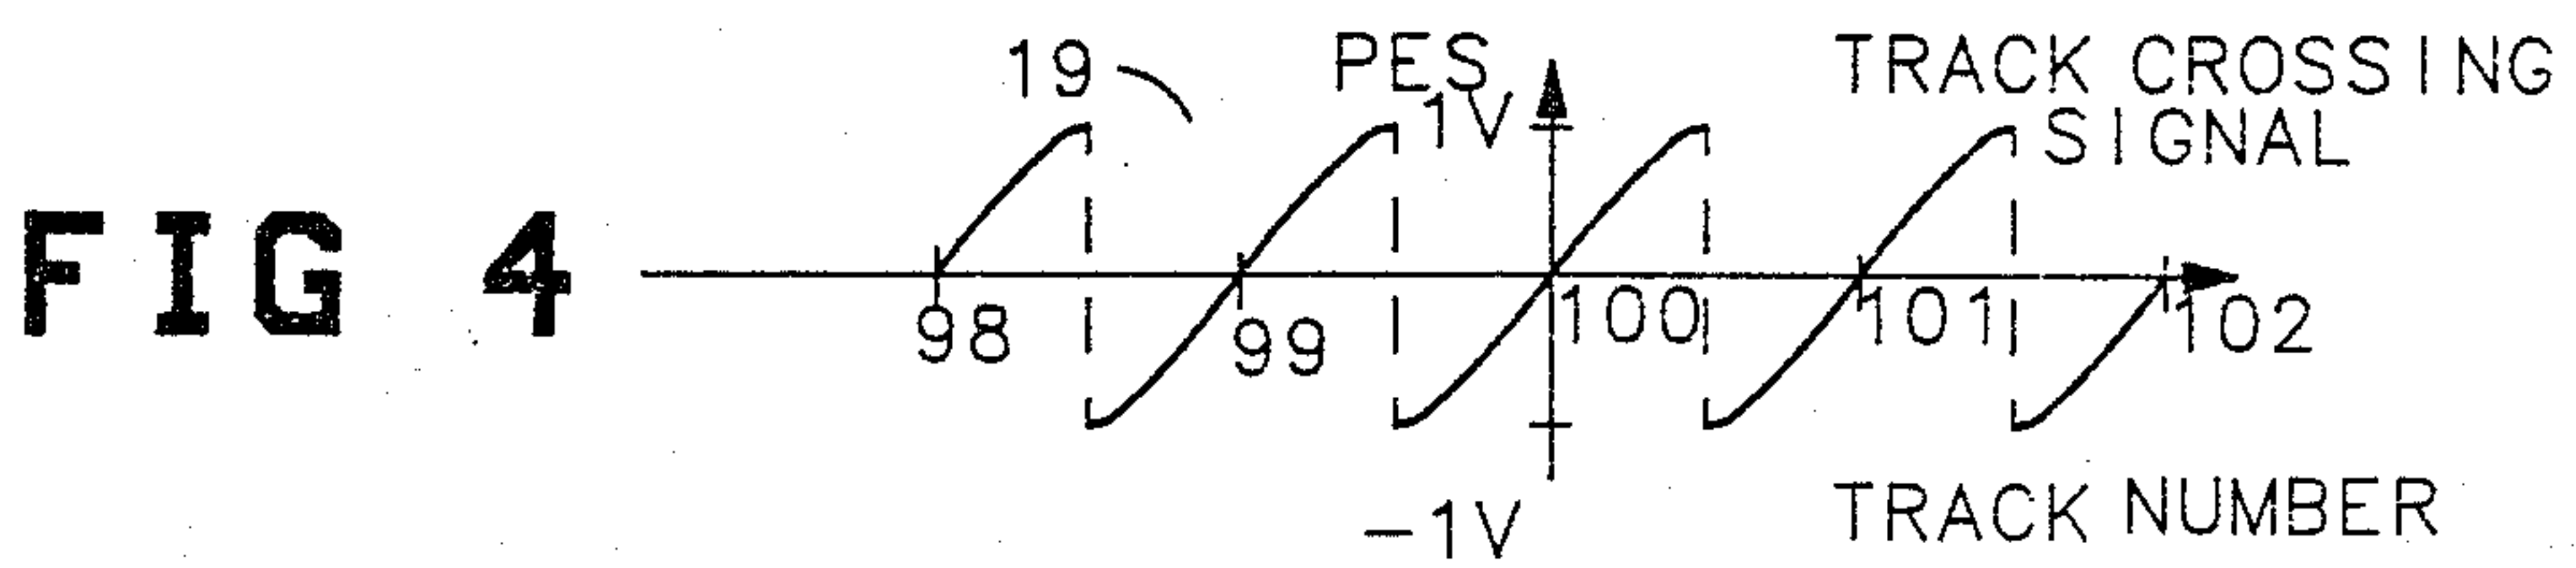 FIG 4
19
PES
1V
TRACK CROSSING
SIGNAL
98
99
100
101
102
-1V
TRACK NUMBER